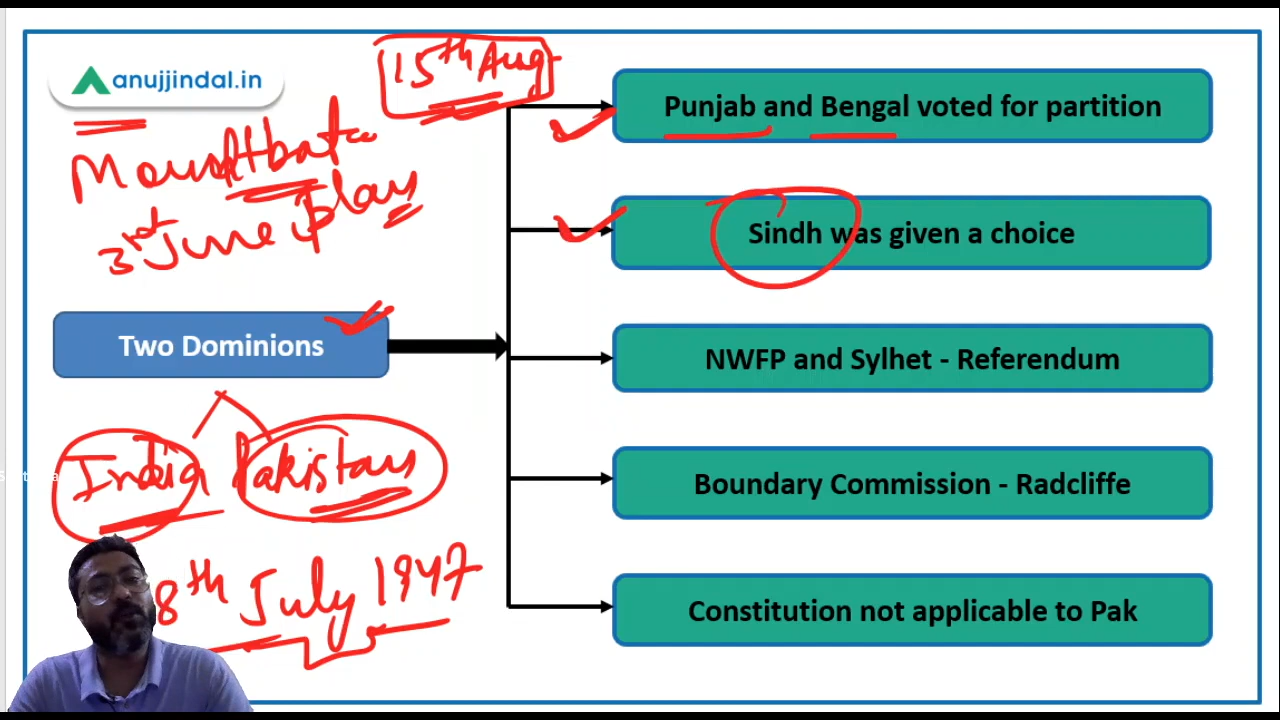 anujjindal.in
15th Aug
Mountbatten
3rd June plan
Two Dominions
India Pakistan
8th July 1947
Punjab and Bengal voted for partition
Sindh was given a choice
NWFP and Sylhet - Referendum
Boundary Commission - Radcliffe
Constitution not applicable to Pak